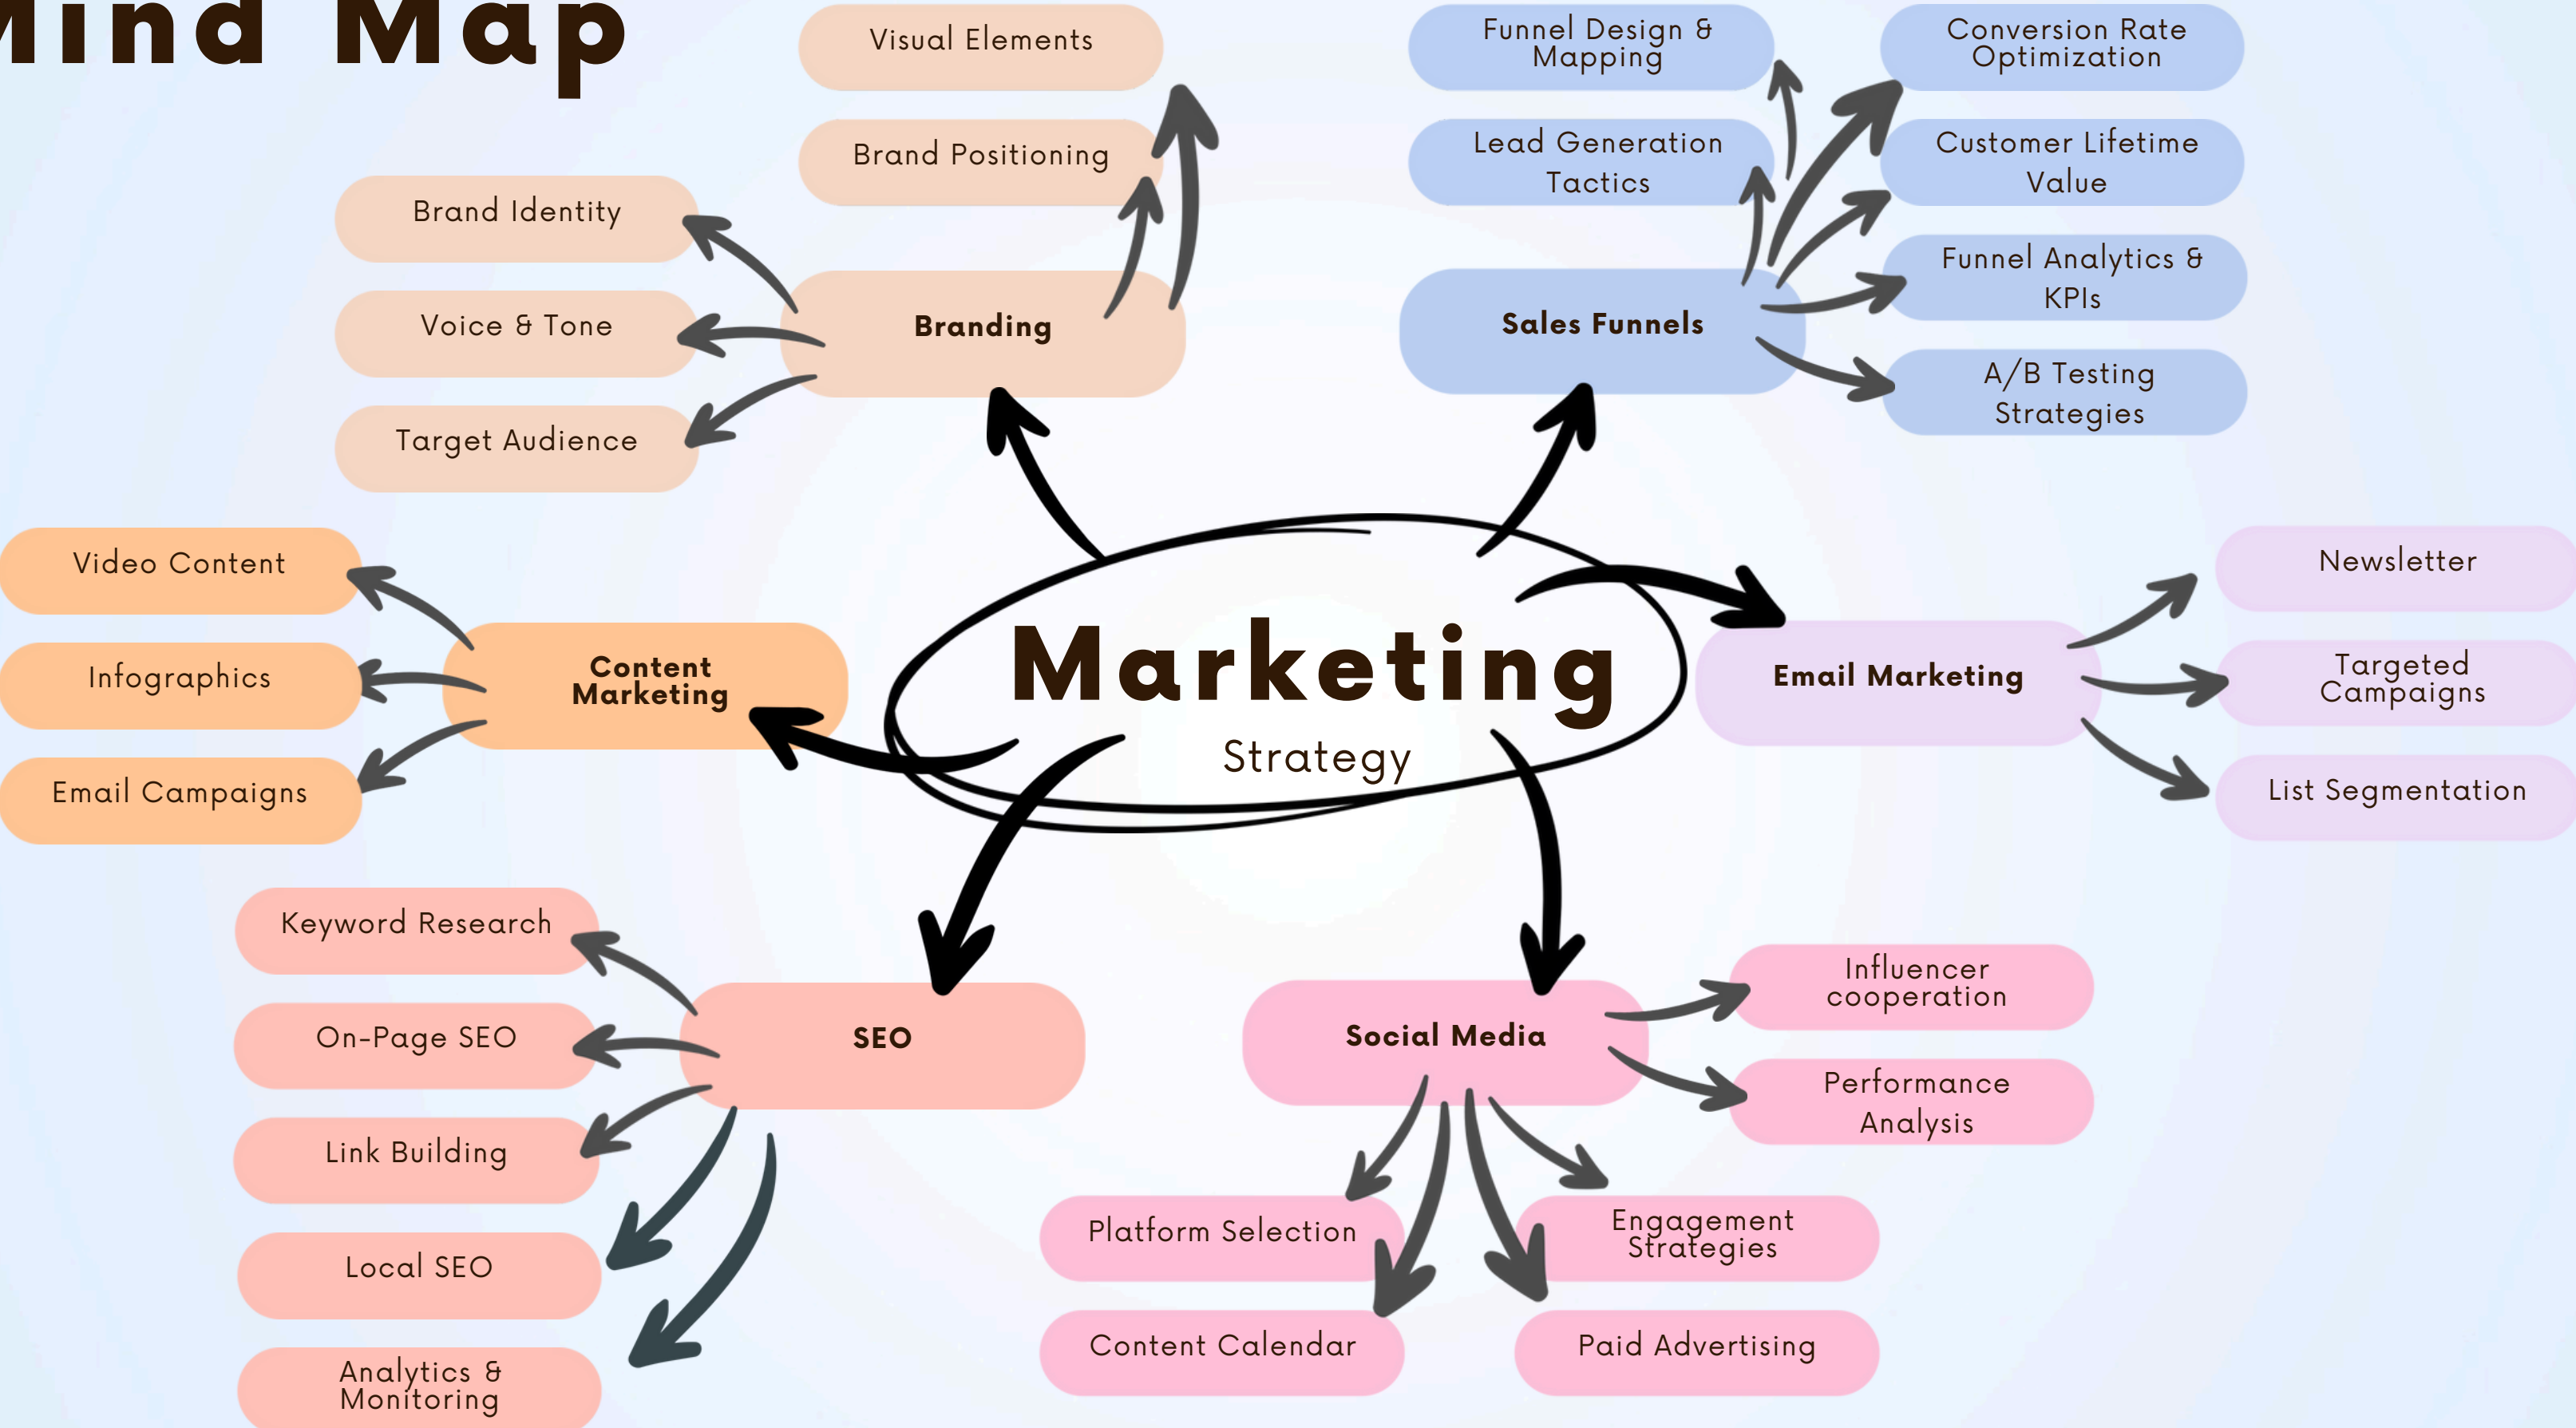 Mind Map
Visual Elements
Brand Positioning
Brand Identity
Voice & Tone
Target Audience
Branding
Funnel Design &
Mapping
Lead Generation
Tactics
Conversion Rate
Optimization
Customer Lifetime
Value
Funnel Analytics &
KPIs
A/B Testing
Strategies
Sales Funnels
Video Content
Infographics
Email Campaigns
Content
Marketing
Marketing
Strategy
Email Marketing
Newsletter
Targeted
Campaigns
List Segmentation
Keyword Research
On-Page SEO
Link Building
Local SEO
Analytics &
Monitoring
SEO
Social Media
Influencer
cooperation
Performance
Analysis
Platform Selection
Content Calendar
Engagement
Strategies
Paid Advertising